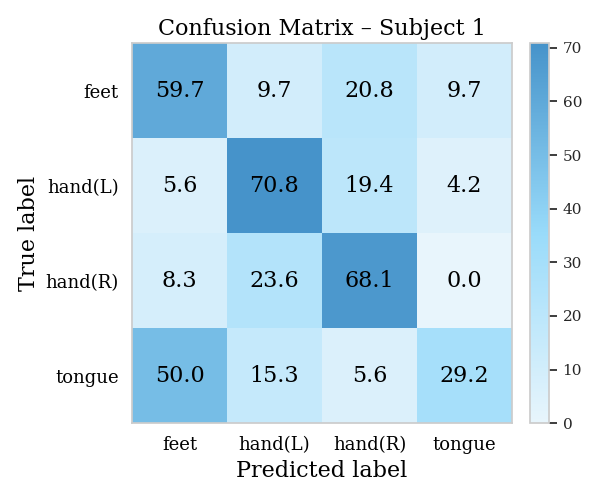 Confusion Matrix – Subject 1
feet 59.7 9.7 20.8 9.7
hand(L) 5.6 70.8 19.4 4.2
hand(R) 8.3 23.6 68.1 0.0
tongue 50.0 15.3 5.6 29.2
feet hand(L) hand(R) tongue
Predicted label
True label
70
60
50
40
30
20
10
0